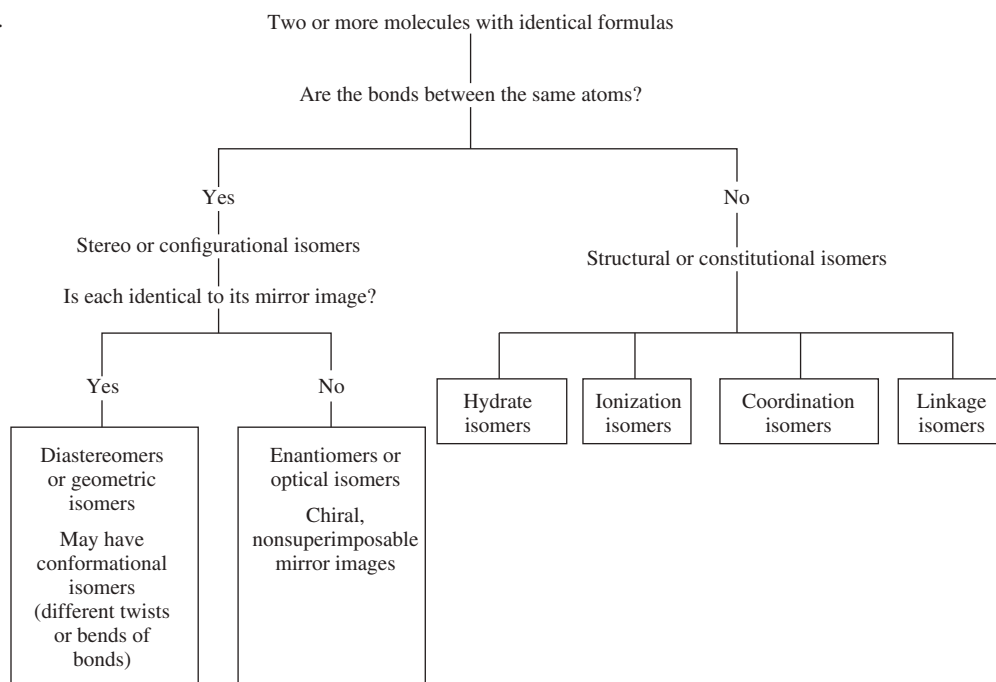 Two or more molecules with identical formulas
Are the bonds between the same atoms?
Yes
No
Stereo or configurational isomers
Structural or constitutional isomers
Is each identical to its mirror image?
Yes
No
Hydrate
isomers
Ionization
isomers
Coordination
isomers
Linkage
isomers
Diastereomers
or geometric
isomers
May have
conformational
isomers
(different twists
or bends of
bonds)
Enantiomers or
optical isomers
Chiral,
nonsuperimposable
mirror images